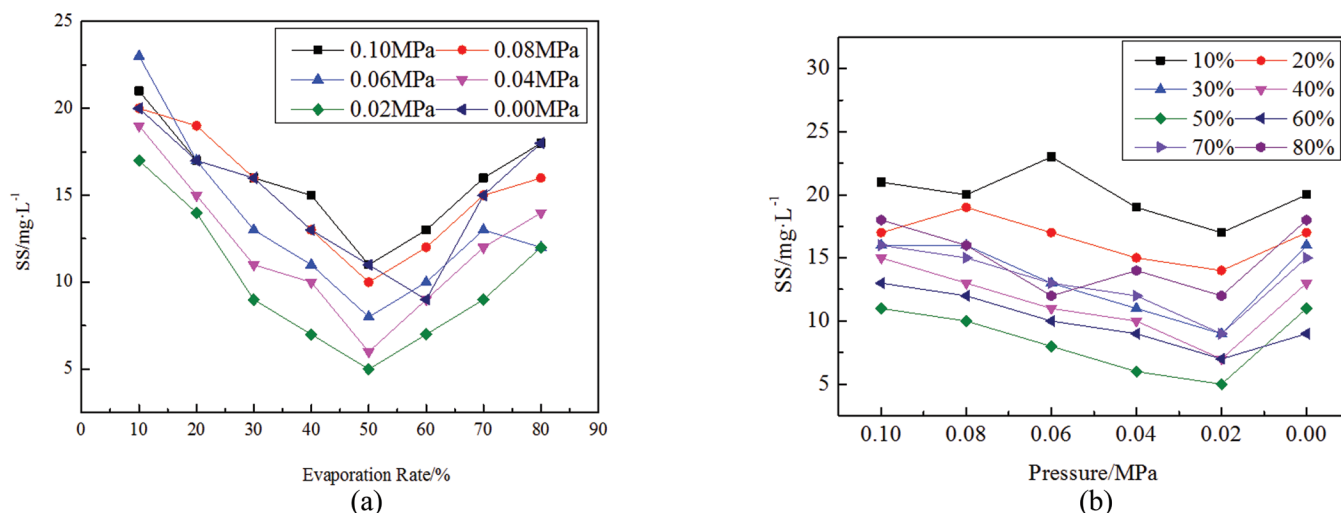 25
20
15
10
5
SS/mg·L⁻¹
0.10MPa 0.08MPa
0.06MPa 0.04MPa
0.02MPa 0.00MPa
0 10 20 30 40 50 60 70 80 90
Evaporation Rate/%
(a)
30
25
20
15
10
5
SS/mg·L⁻¹
10% 20%
30% 40%
50% 60%
70% 80%
0.10 0.08 0.06 0.04 0.02 0.00
Pressure/MPa
(b)